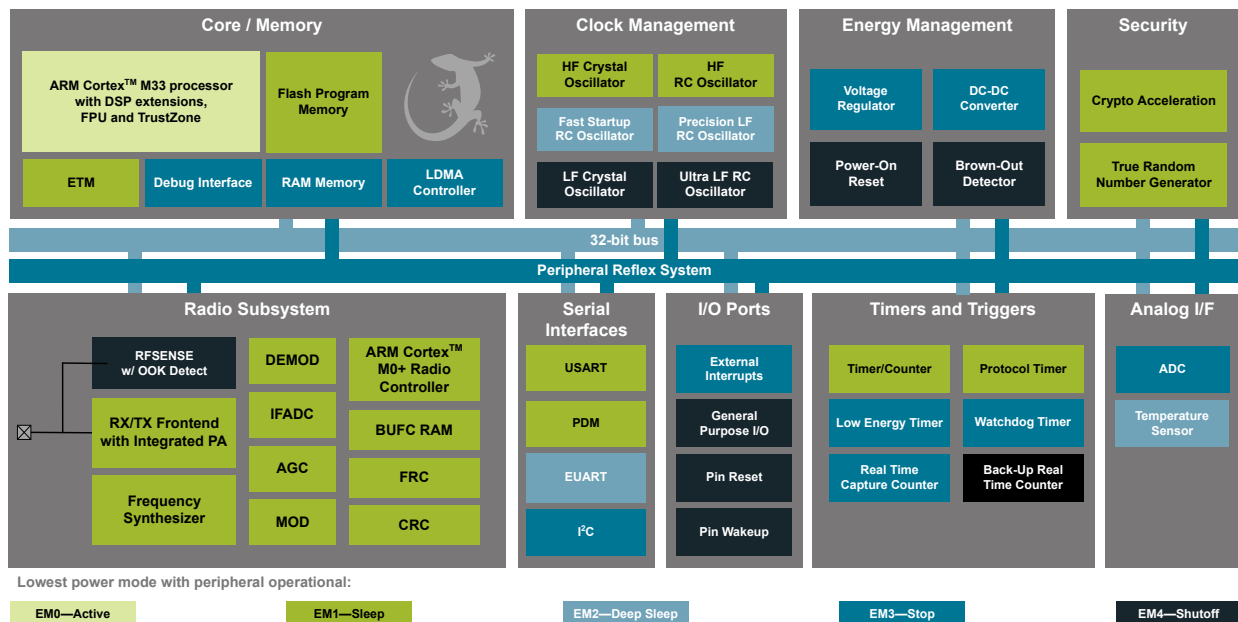 Core / Memory
ARM Cortex™ M33 processor
with DSP extensions,
FPU and TrustZone
Flash Program
Memory
ETM
Debug Interface
RAM Memory
LDMA
Controller
Clock Management
HF Crystal
Oscillator
HF
RC Oscillator
Fast Startup
RC Oscillator
Precision LF
RC Oscillator
LF Crystal
Oscillator
Ultra LF RC
Oscillator
Energy Management
Voltage
Regulator
DC-DC
Converter
Power-On
Reset
Brown-Out
Detector
Security
Crypto Acceleration
True Random
Number Generator
32-bit bus
Peripheral Reflex System
Radio Subsystem
RFSENSE
w/ OOK Detect
RX/TX Frontend
with Integrated PA
Frequency
Synthesizer
DEMOD
IFADC
AGC
MOD
ARM Cortex™
M0+ Radio
Controller
BUFC RAM
FRC
CRC
Serial
Interfaces
USART
PDM
EUART
I²C
I/O Ports
External
Interrupts
General
Purpose I/O
Pin Reset
Pin Wakeup
Timers and Triggers
Timer/Counter
Protocol Timer
Low Energy Timer
Watchdog Timer
Real Time
Capture Counter
Back-Up Real
Time Counter
Analog I/F
ADC
Temperature
Sensor
Lowest power mode with peripheral operational:
EM0—Active
EM1—Sleep
EM2—Deep Sleep
EM3—Stop
EM4—Shutoff